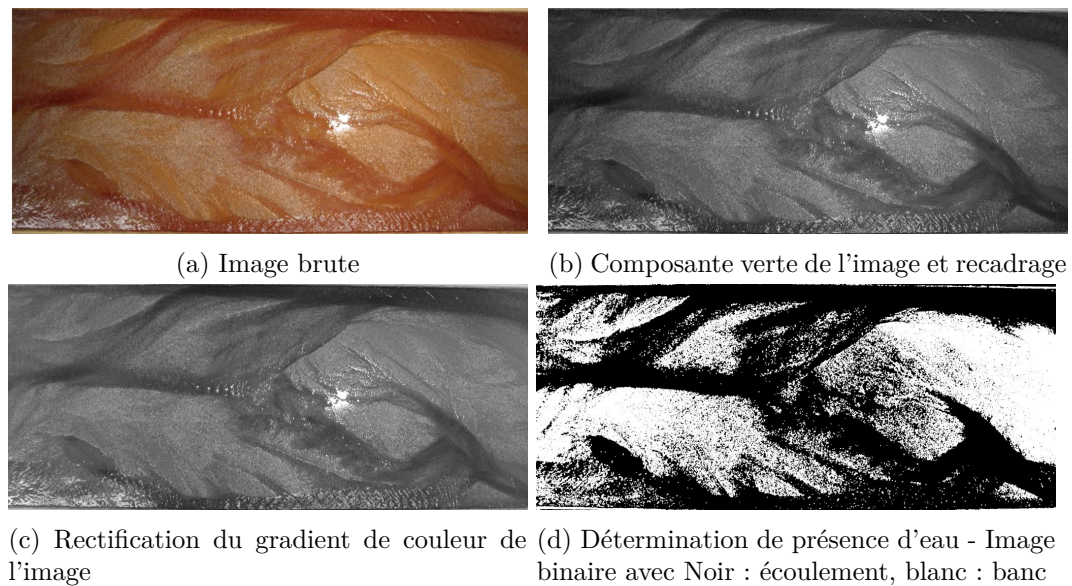 (a) Image brute
(b) Composante verte de l'image et recadrage
(c) Rectification du gradient de couleur de
l'image
(d) Détermination de présence d'eau - Image
binaire avec Noir : écoulement, blanc : banc